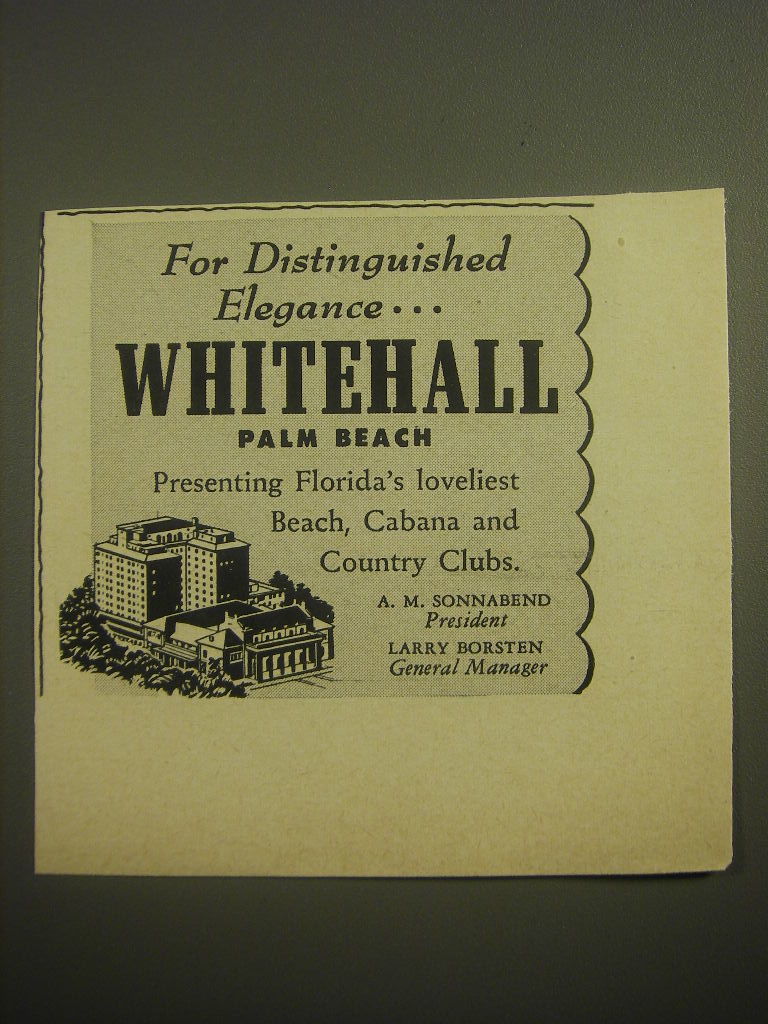 For Distinguished
Elegance...
WHITEHALL
PALM BEACH
Presenting Florida's loveliest
Beach, Cabana and
Country Clubs.
A. M. SONNABEND
President
LARRY BORSTEN
General Manager